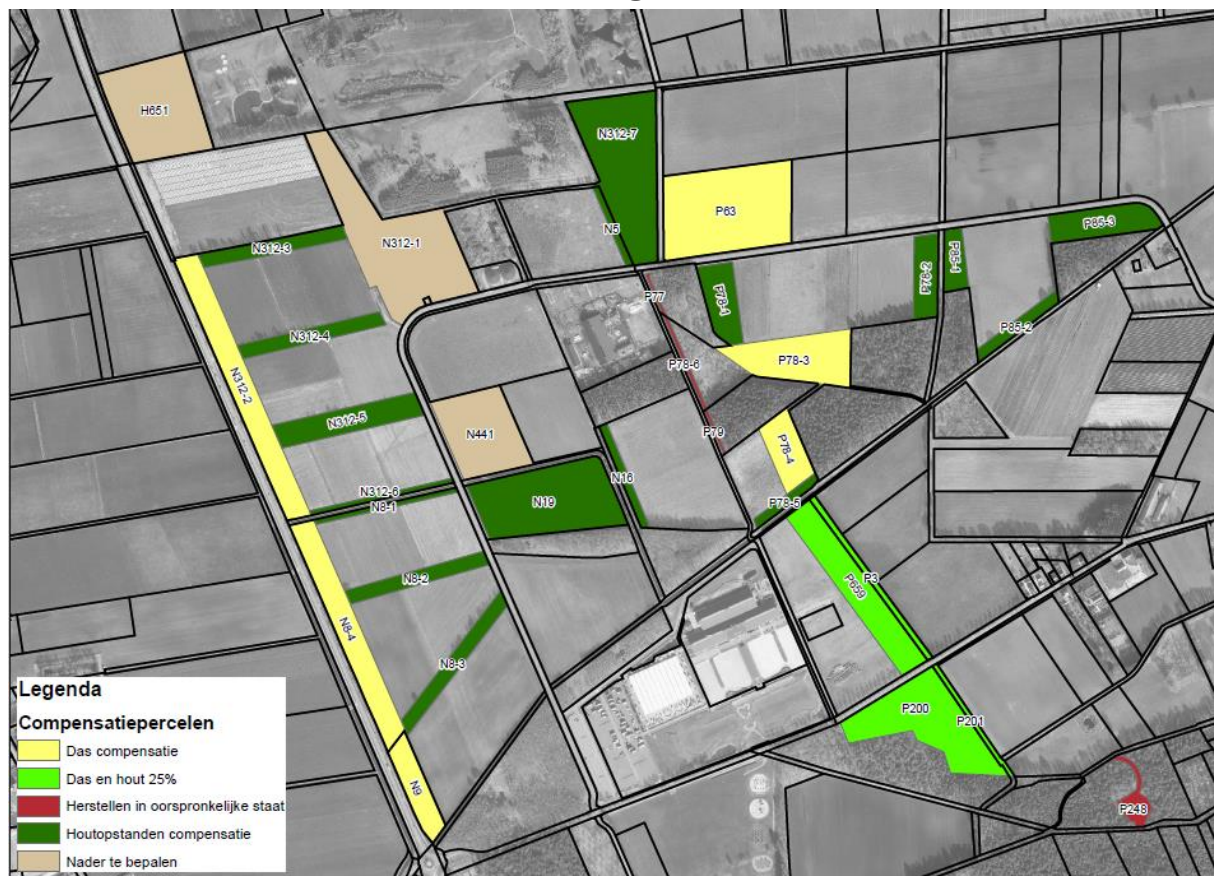 H651
N312-7
P63
N5
N312-1
N312-3
P85-3
P85-1
P78-2
P77
P78-1
P85-2
N312-4
P78-6
P78-3
N312-2
N312-5
N441
P79
P78-4
N16
N312-6
N8-1
N19
P78-5
N8-2
P3
P659
N8-4
N8-3
P200
P201
N9
P248
Legenda
Compensatiepercelen
Das compensatie
Das en hout 25%
Herstellen in oorspronkelijke staat
Houtopstanden compensatie
Nader te bepalen